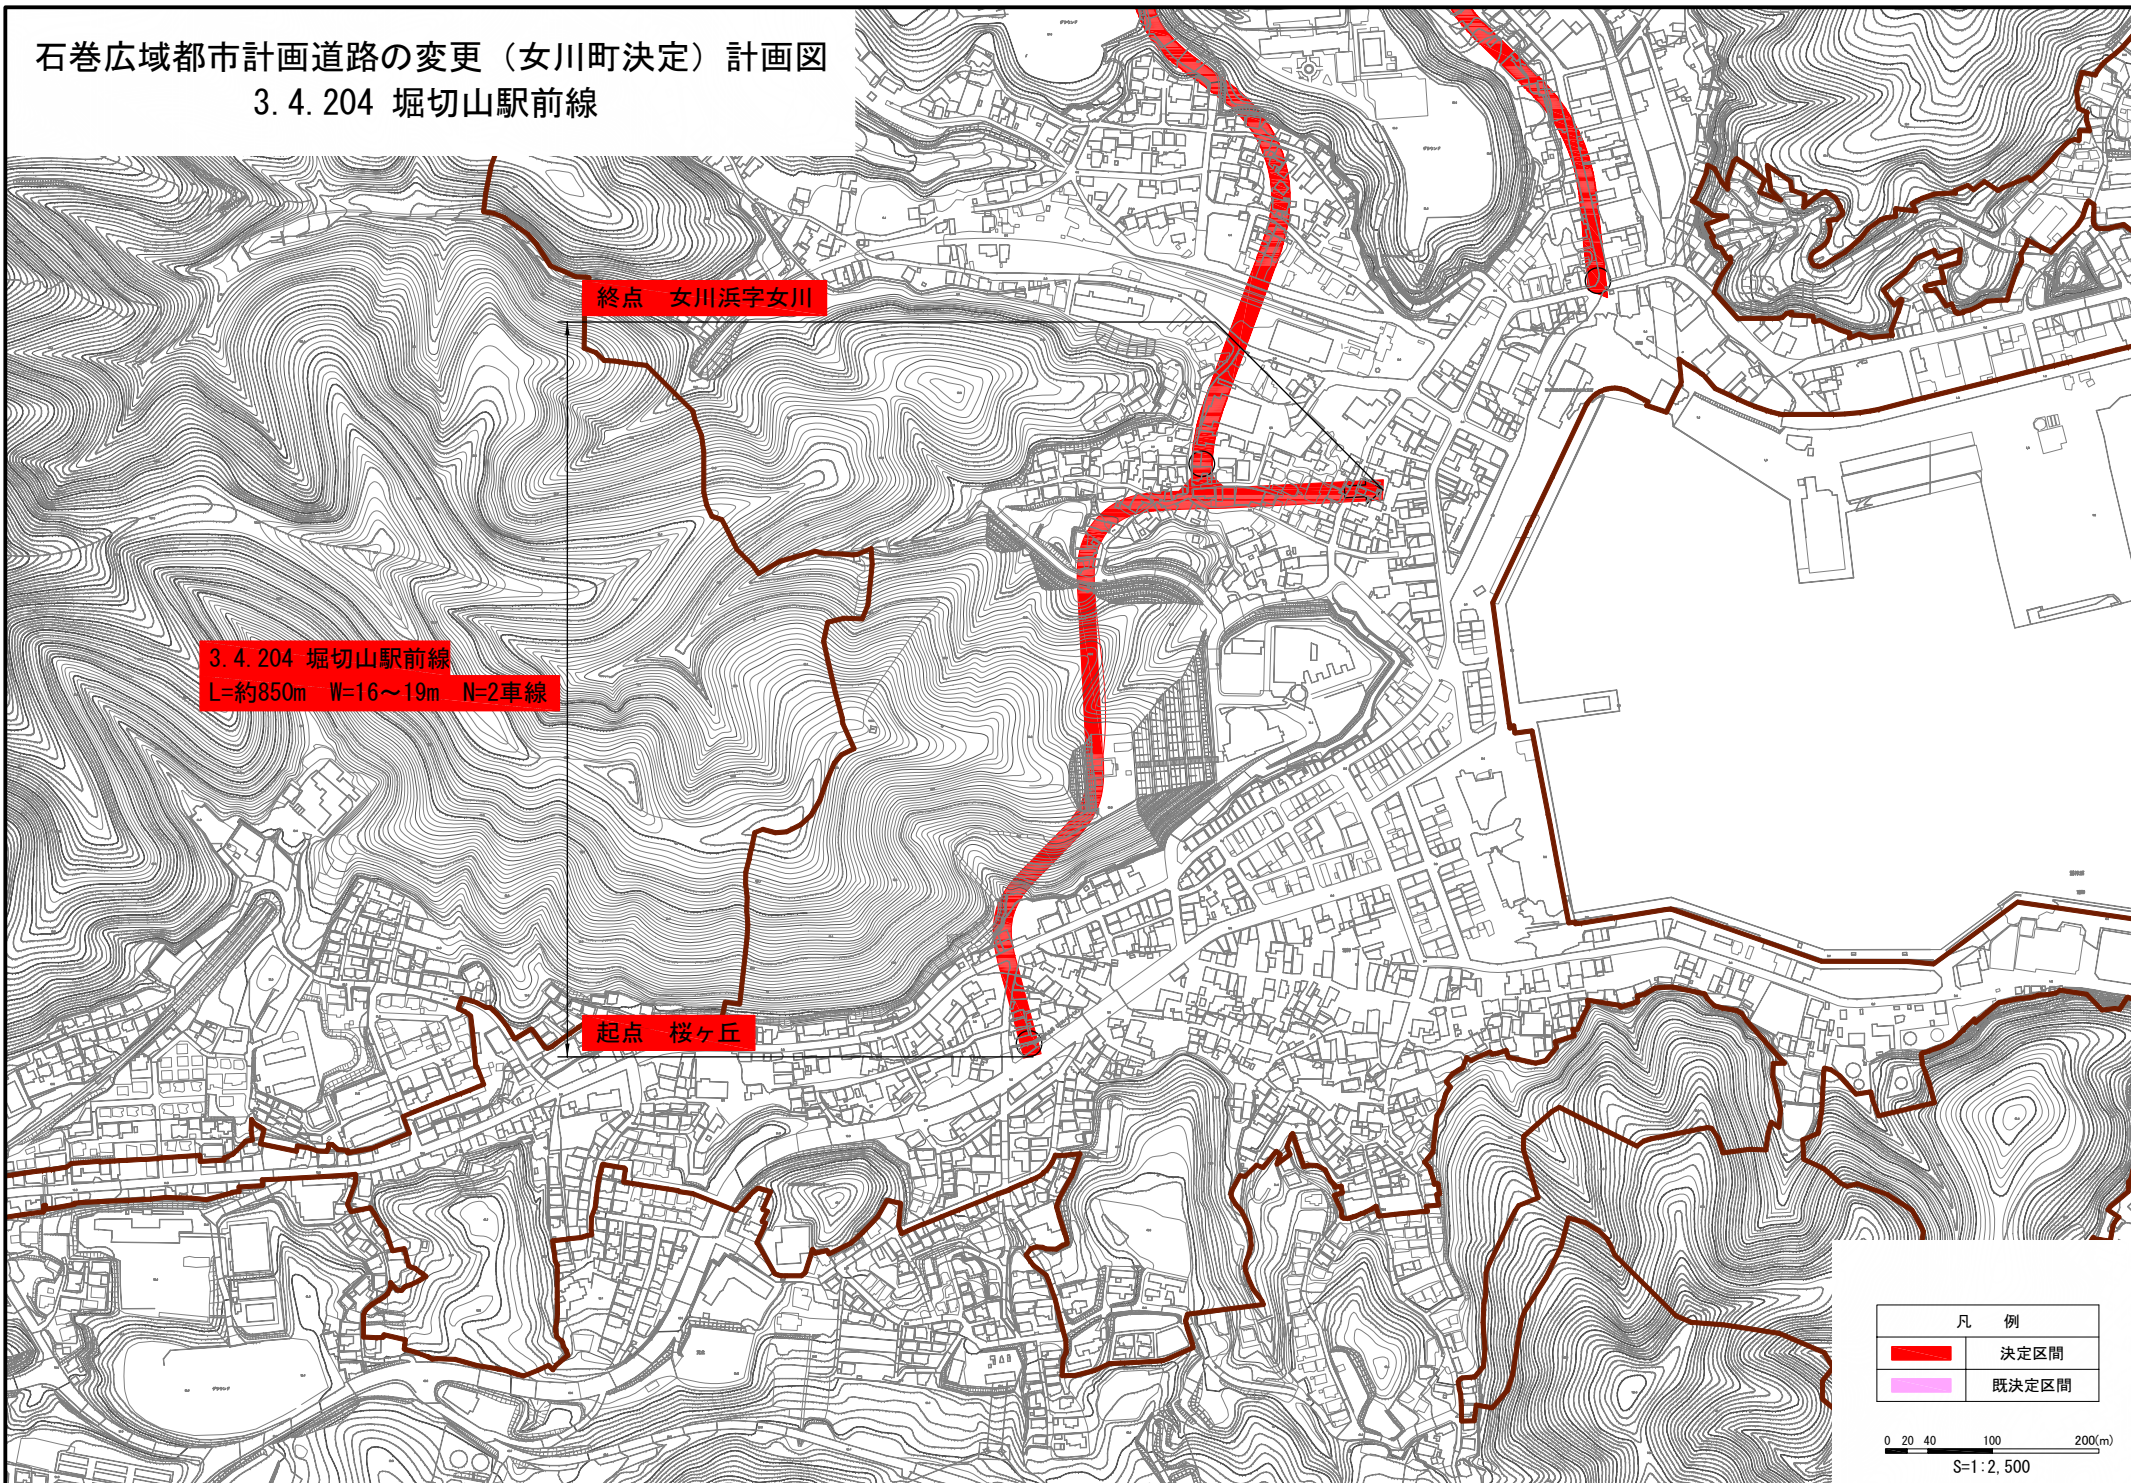 石巻広域都市計画道路の変更（女川町決定）計画図
3.4.204 堀切山駅前線
終点　女川浜字女川
3.4.204 堀切山駅前線
L=約850m　W=16～19m　N=2車線
起点　桜ヶ丘
凡　例
決定区間
既決定区間
0 20 40 100 200(m)
S=1:2,500